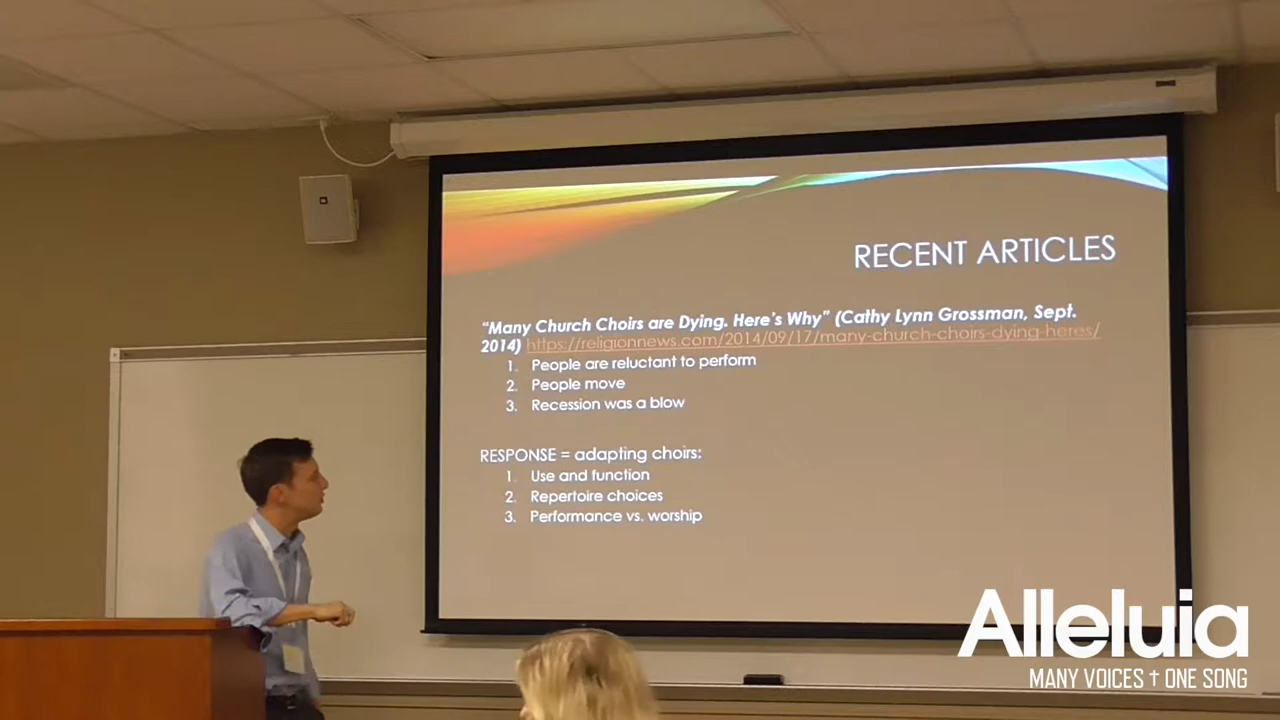 RECENT ARTICLES
“Many Church Choirs are Dying. Here’s Why” (Cathy Lynn Grossman, Sept.
2014) https://religionnews.com/2014/09/17/many-church-choirs-dying-heres/
1. People are reluctant to perform
2. People move
3. Recession was a blow
RESPONSE = adapting choirs:
1. Use and function
2. Repertoire choices
3. Performance vs. worship
Alleluia
MANY VOICES † ONE SONG